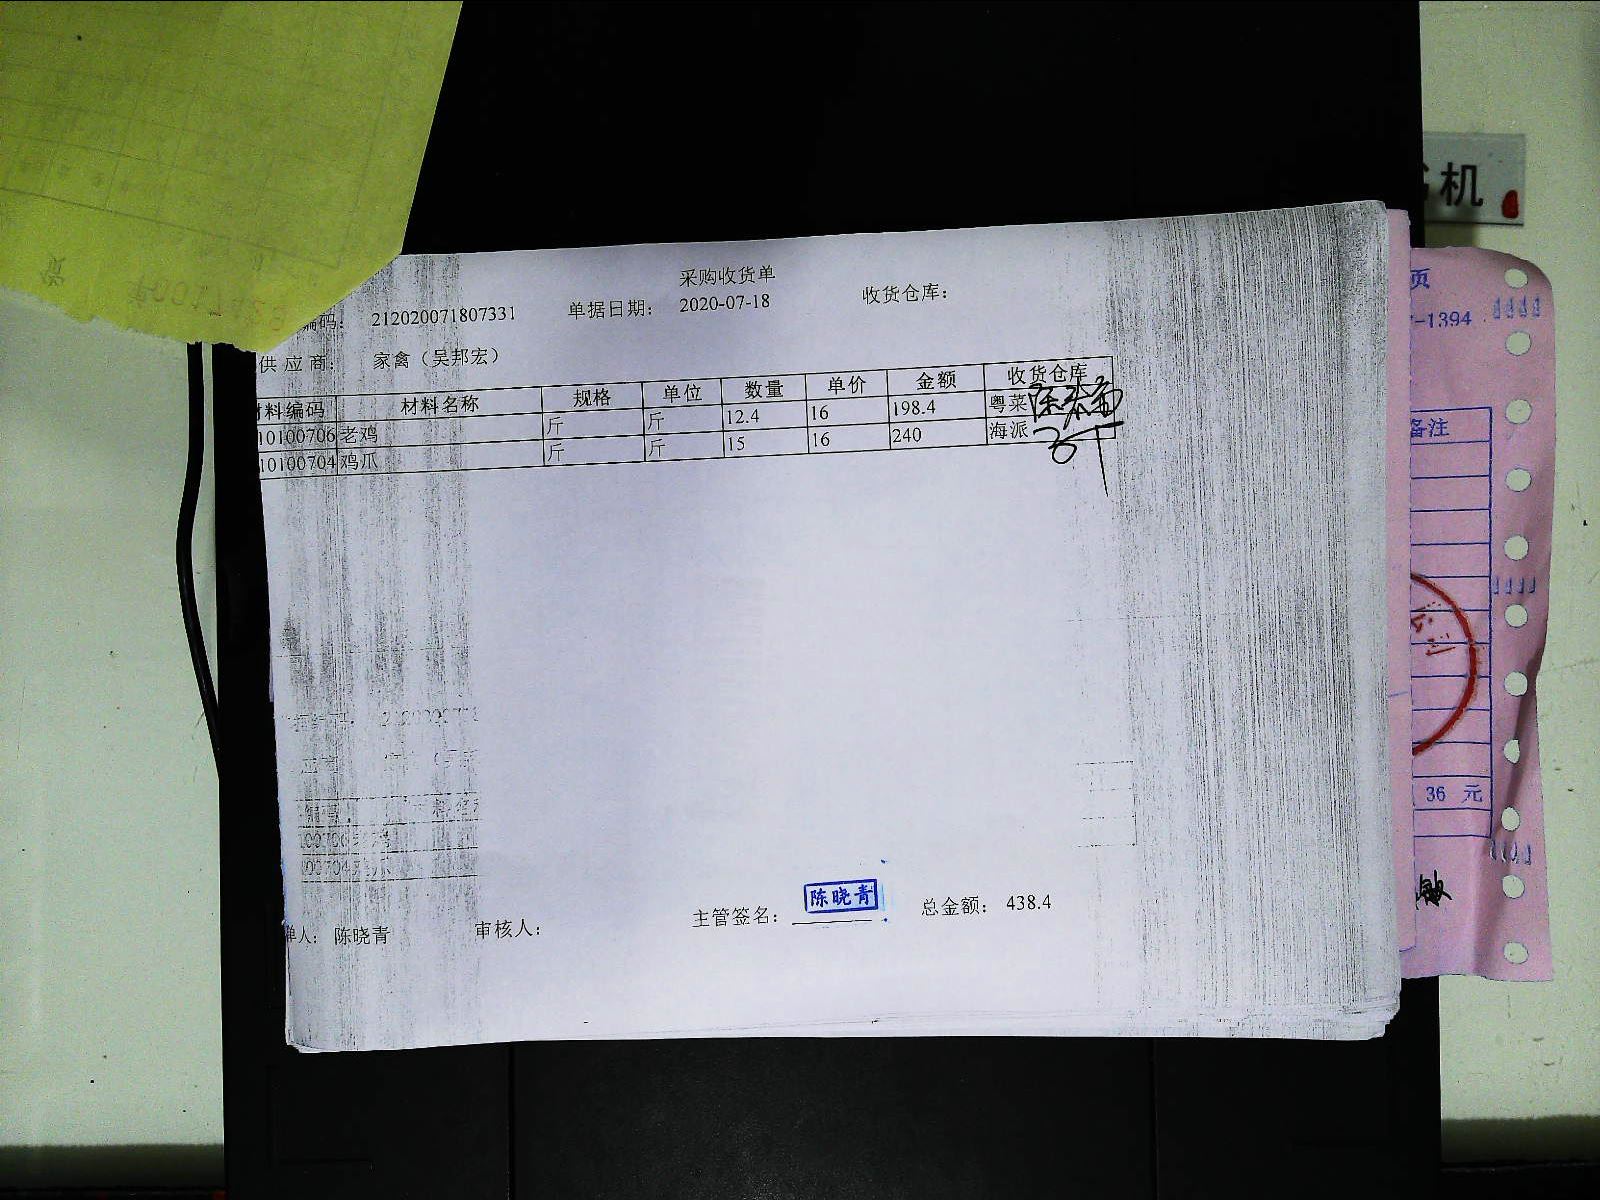 采购收货单
编码： 212020071807331 单据日期： 2020-07-18 收货仓库：
供 应 商： 家禽（吴邦宏）
材料编码 材料名称 规格 单位 数量 单价 金额 收货仓库
10100706 老鸡 斤 斤 12.4 16 198.4 粤菜
10100704 鸡爪 斤 斤 15 16 240 海派
单人： 陈晓青 审核人： 主管签名： 陈晓青 总金额： 438.4
机
页
-1394
备注
36 元
敏